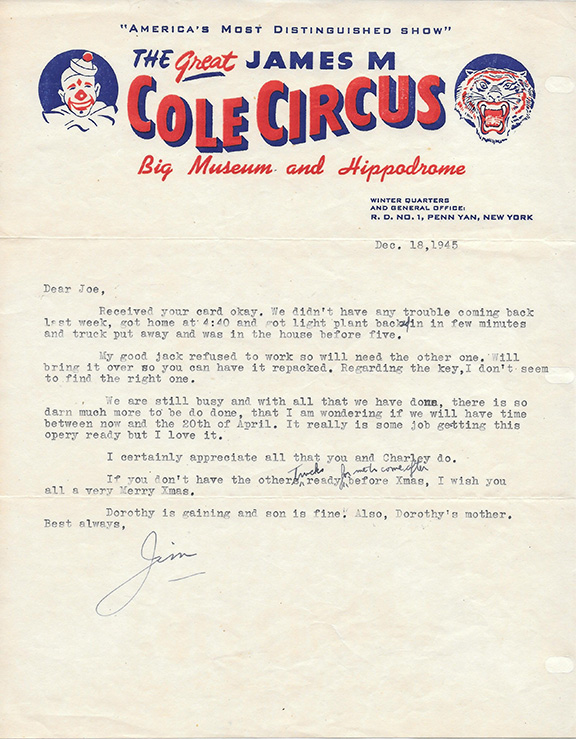 "AMERICA'S MOST DISTINGUISHED SHOW"
THE Great JAMES M
COLE CIRCUS
Big Museum and Hippodrome
WINTER QUARTERS
AND GENERAL OFFICE:
R. D. NO. 1, PENN YAN, NEW YORK
Dec. 18,1945
Dear Joe,
Received your card okay. We didn't have any trouble coming back
last week, got home at 4:40 and got light plant back in in few minutes
and truck put away and was in the house before five.
My good jack refused to work so will need the other one. Will
bring it over so you can have it repacked. Regarding the key,I don't seem
to find the right one.
We are still busy and with all that we have done, there is so
darn much more to be do done, that I am wondering if we will have time
between now and the 20th of April. It really is some job getting this
opery ready but I love it.
I certainly appreciate all that you and Charley do.
Trucks for me to come after
If you don't have the others ready before Xmas, I wish you
all a very Merry Xmas.
Dorothy is gaining and son is fine. Also, Dorothy's mother.
Best always,
Jim